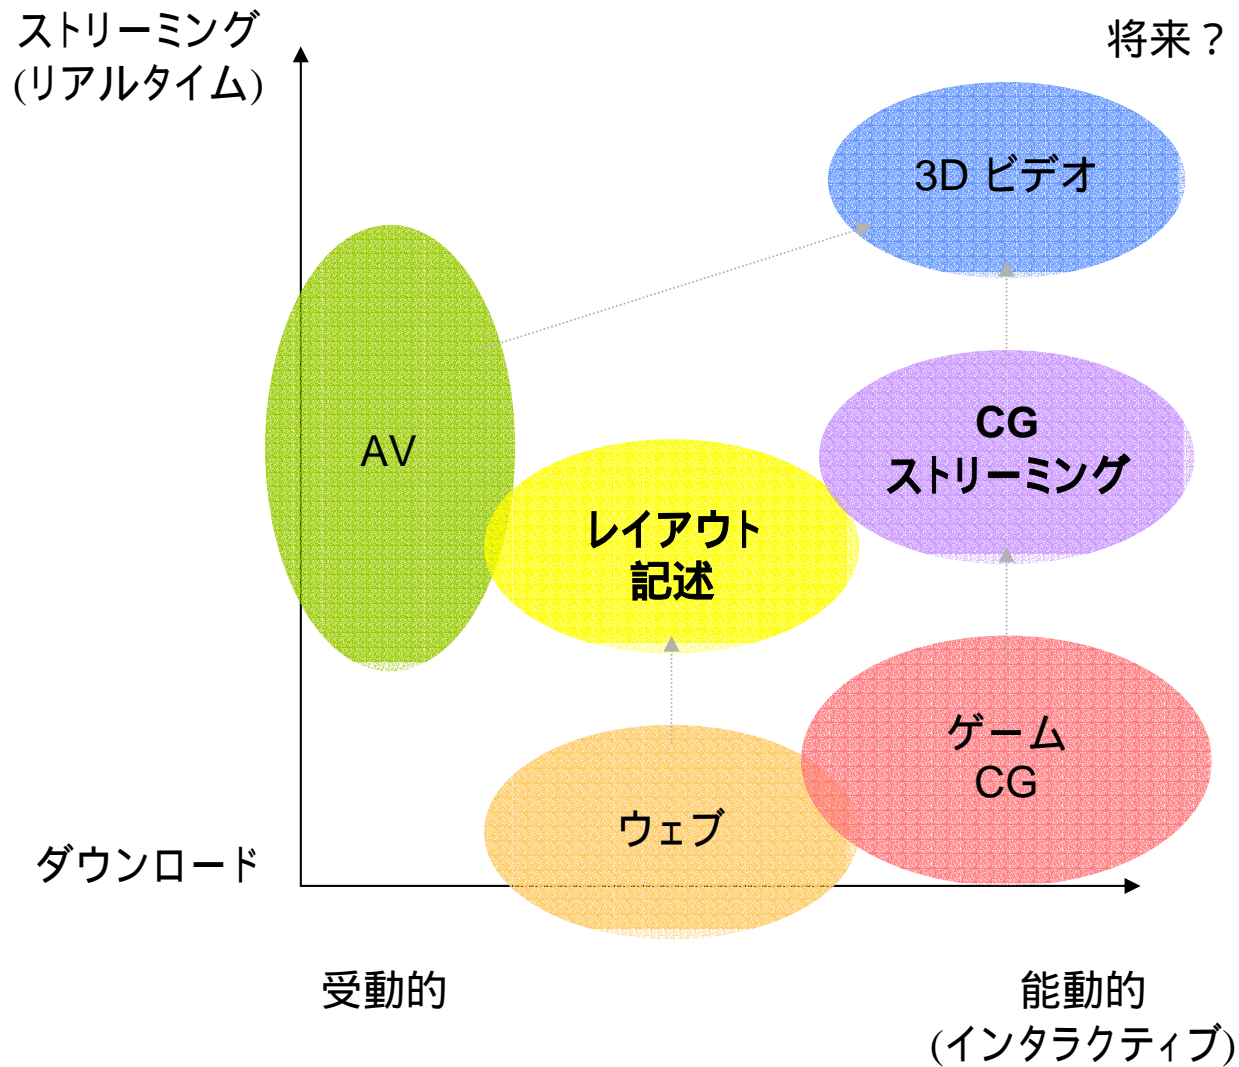 ストリーミング
(リアルタイム)
将来？
3D ビデオ
AV
CG
ストリーミング
レイアウト
記述
ゲーム
CG
ウェブ
ダウンロード
受動的
能動的
(インタラクティブ)